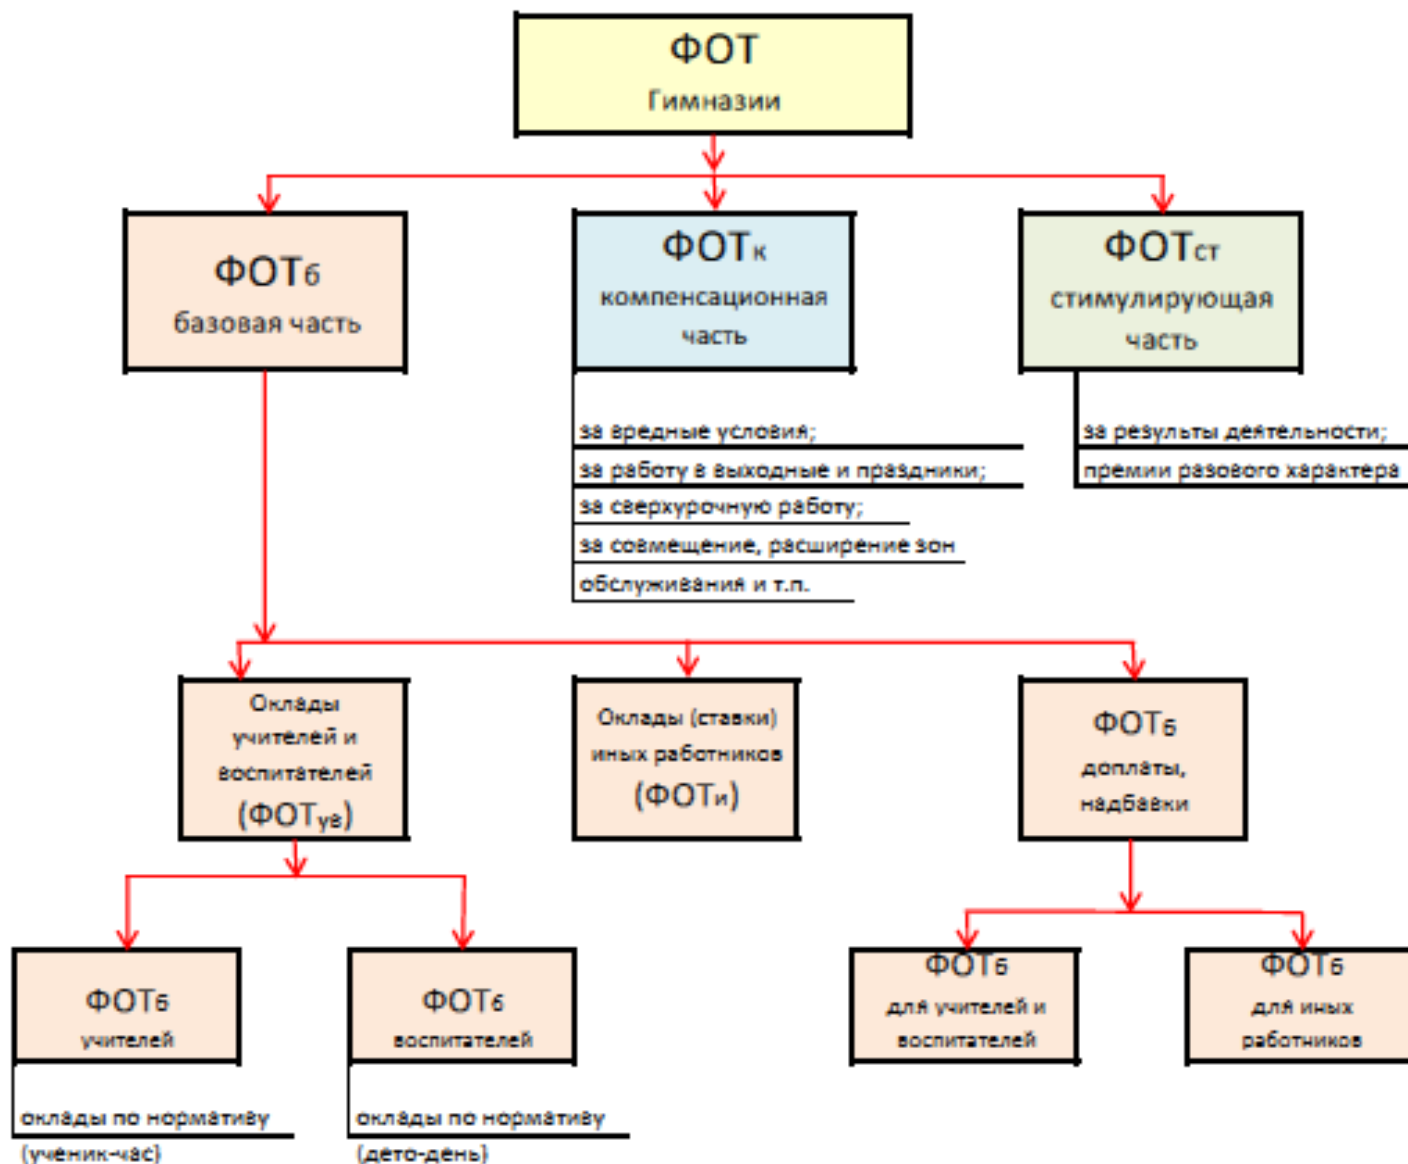 ФОТ
Гимназии
ФОТб
базовая часть
ФОТк
компенсационная
часть
ФОТст
стимулирующая
часть
за вредные условия;
за работу в выходные и праздники;
за сверхурочную работу;
за совмещение, расширение зон
обслуживания и т.п.
за результы деятельности;
премии разового характера
Оклады
учителей и
воспитателей
(ФОТув)
Оклады (ставки)
иных работников
(ФОТи)
ФОТб
доплаты,
надбавки
ФОТб
учителей
оклады по нормативу
(ученик-час)
ФОТб
воспитателей
оклады по нормативу
(дето-день)
ФОТб
для учителей и
воспитателей
ФОТб
для иных
работников